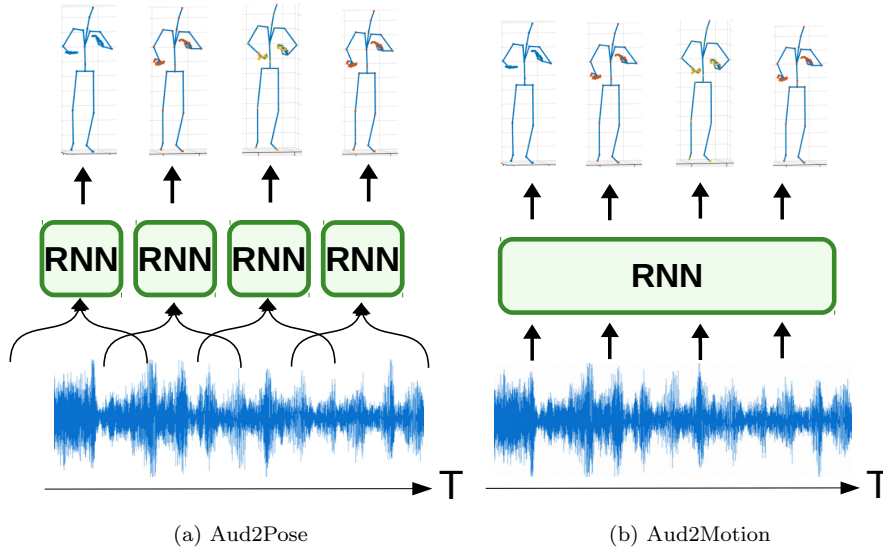 RNN RNN RNN RNN
RNN
T
T
(a) Aud2Pose
(b) Aud2Motion